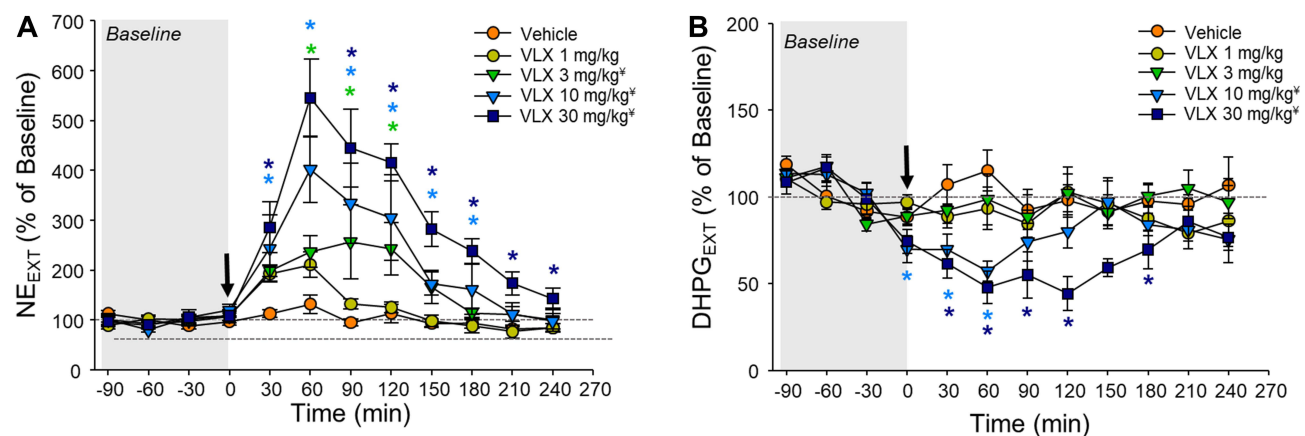 A
NE_EXT (% of Baseline)
700
600
500
400
300
200
100
0
Baseline
*
*
* *
* * *
* * *
* *
* *
*
*
Vehicle
VLX 1 mg/kg
VLX 3 mg/kg¥
VLX 10 mg/kg¥
VLX 30 mg/kg¥
-90 -60 -30 0 30 60 90 120 150 180 210 240 270
Time (min)
B
DHPG_EXT (% of Baseline)
200
150
100
50
0
Baseline
Vehicle
VLX 1 mg/kg
VLX 3 mg/kg
VLX 10 mg/kg¥
VLX 30 mg/kg¥
*
* *
* *
*
*
*
-90 -60 -30 0 30 60 90 120 150 180 210 240 270
Time (min)